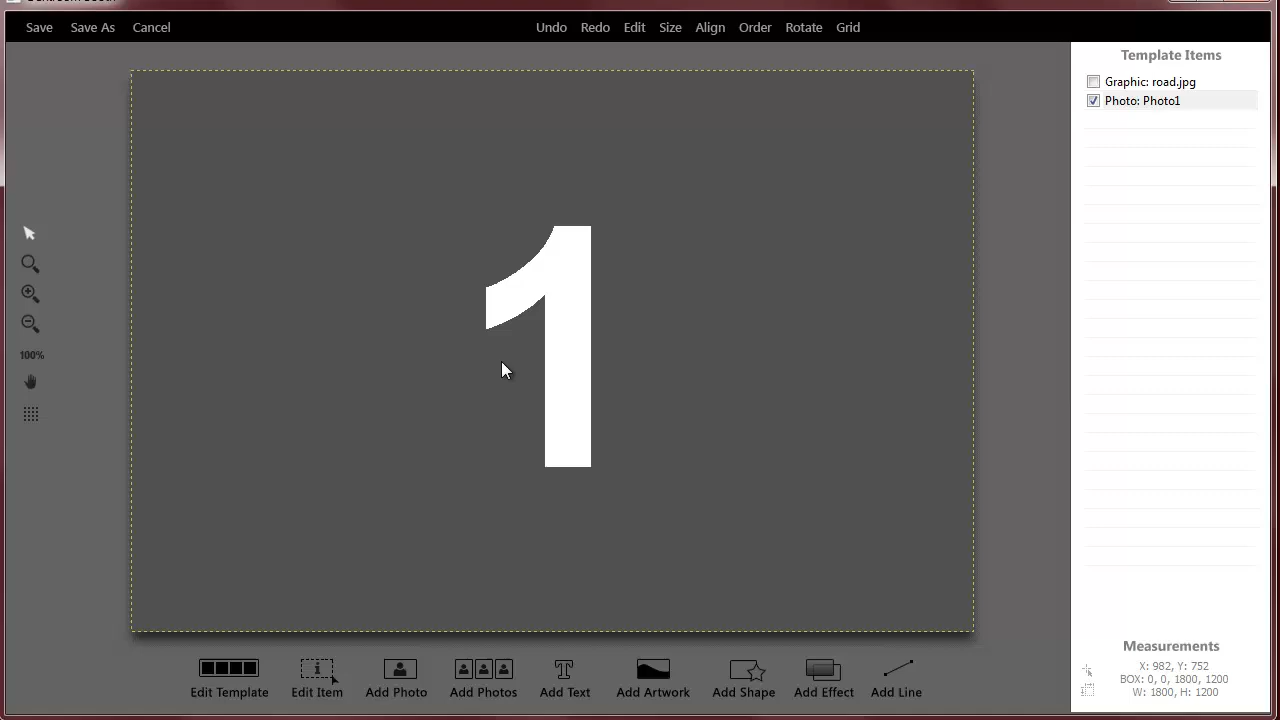 Save Save As Cancel Undo Redo Edit Size Align Order Rotate Grid
Template Items
Graphic: road.jpg
Photo: Photo1
1
100%
Edit Template Edit Item Add Photo Add Photos Add Text Add Artwork Add Shape Add Effect Add Line
Measurements
X: 982, Y: 752
BOX: 0, 0, 1800, 1200
W: 1800, H: 1200